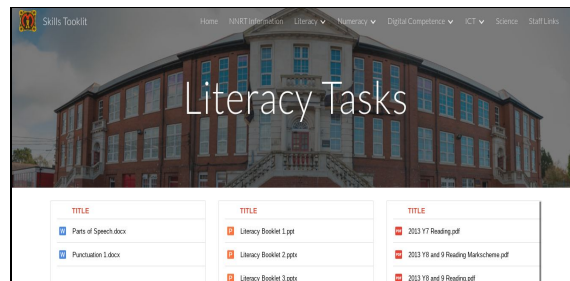 Skills Tooklit
Home NNRT Information Literacy Numeracy Digital Competence ICT Science Staff Links
Literacy Tasks
TITLE
Parts of Speech.docx
Punctuation 1.docx
TITLE
Literacy Booklet 1.ppt
Literacy Booklet 2.pptx
Literacy Booklet 3.pptx
TITLE
2013 Y7 Reading.pdf
2013 Y8 and 9 Reading Markscheme.pdf
2013 Y8 and 9 Reading.pdf